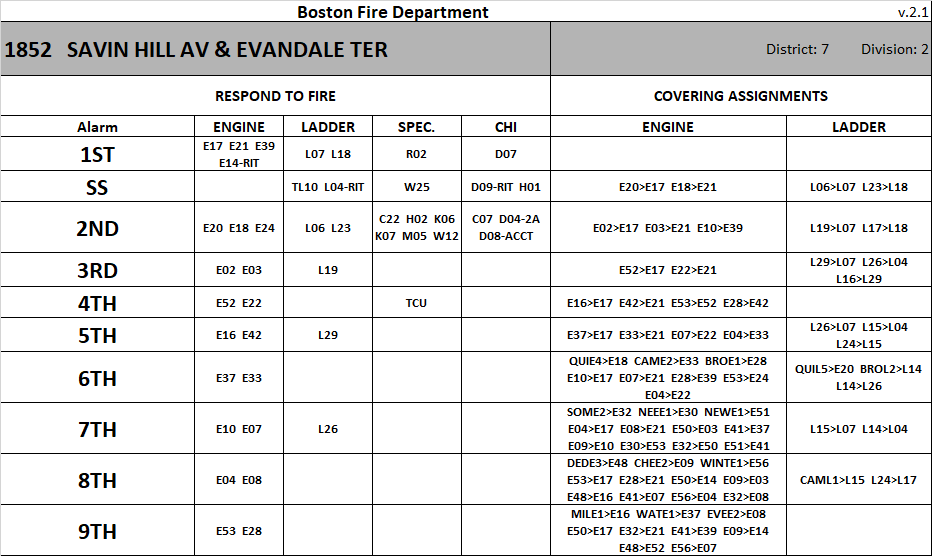 Boston Fire Department v.2.1
1852 SAVIN HILL AV & EVANDALE TER District: 7 Division: 2
RESPOND TO FIRE COVERING ASSIGNMENTS
Alarm ENGINE LADDER SPEC. CHI ENGINE LADDER
1ST
E17 E21 E39
E14-RIT
L07 L18
R02
D07
SS
TL10 L04-RIT
W25
D09-RIT H01
E20>E17 E18>E21
L06>L07 L23>L18
2ND
E20 E18 E24
L06 L23
C22 H02 K06
K07 M05 W12
C07 D04-2A
D08-ACCT
E02>E17 E03>E21 E10>E39
L19>L07 L17>L18
3RD
E02 E03
L19
E52>E17 E22>E21
L29>L07 L26>L04
L16>L29
4TH
E52 E22
TCU
E16>E17 E42>E21 E53>E52 E28>E42
5TH
E16 E42
L29
E37>E17 E33>E21 E07>E22 E04>E33
L26>L07 L15>L04
L24>L15
6TH
E37 E33
QUIE4>E18 CAME2>E33 BROE1>E28
E10>E17 E07>E21 E28>E39 E53>E24
E04>E22
QUIL5>E20 BROL2>L14
L14>L26
7TH
E10 E07
L26
SOME2>E32 NEEE1>E30 NEWE1>E51
E04>E17 E08>E21 E50>E03 E41>E37
E09>E10 E30>E53 E32>E50 E51>E41
L15>L07 L14>L04
8TH
E04 E08
DEDE3>E48 CHEE2>E09 WINTE1>E56
E53>E17 E28>E21 E50>E14 E09>E03
E48>E16 E41>E07 E56>E04 E32>E08
CAML1>L15 L24>L17
9TH
E53 E28
MILE1>E16 WATE1>E37 EVEE2>E08
E50>E17 E32>E21 E41>E39 E09>E14
E48>E52 E56>E07